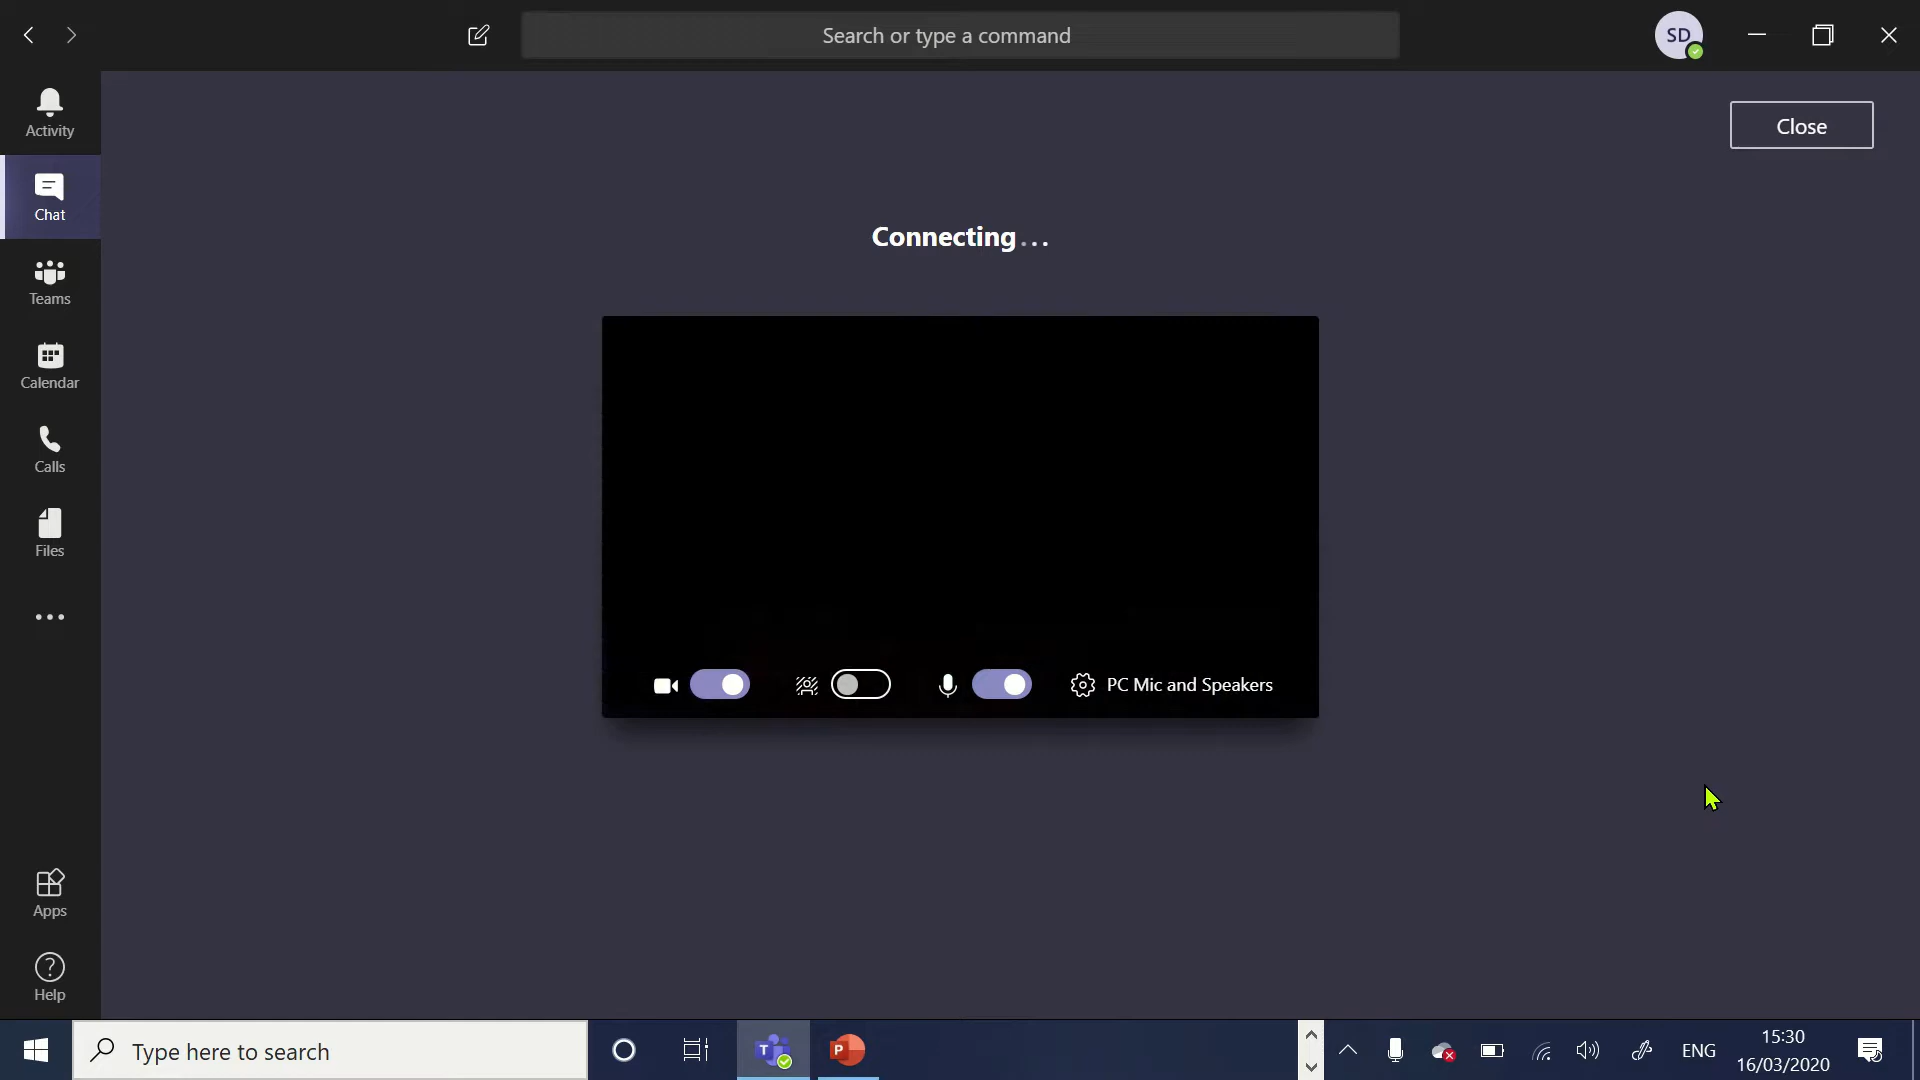 Search or type a command
SD
Activity
Close
Chat
Connecting...
Teams
Calendar
Calls
Files
PC Mic and Speakers
Apps
Help
Type here to search
T
P
ENG
15:30
16/03/2020